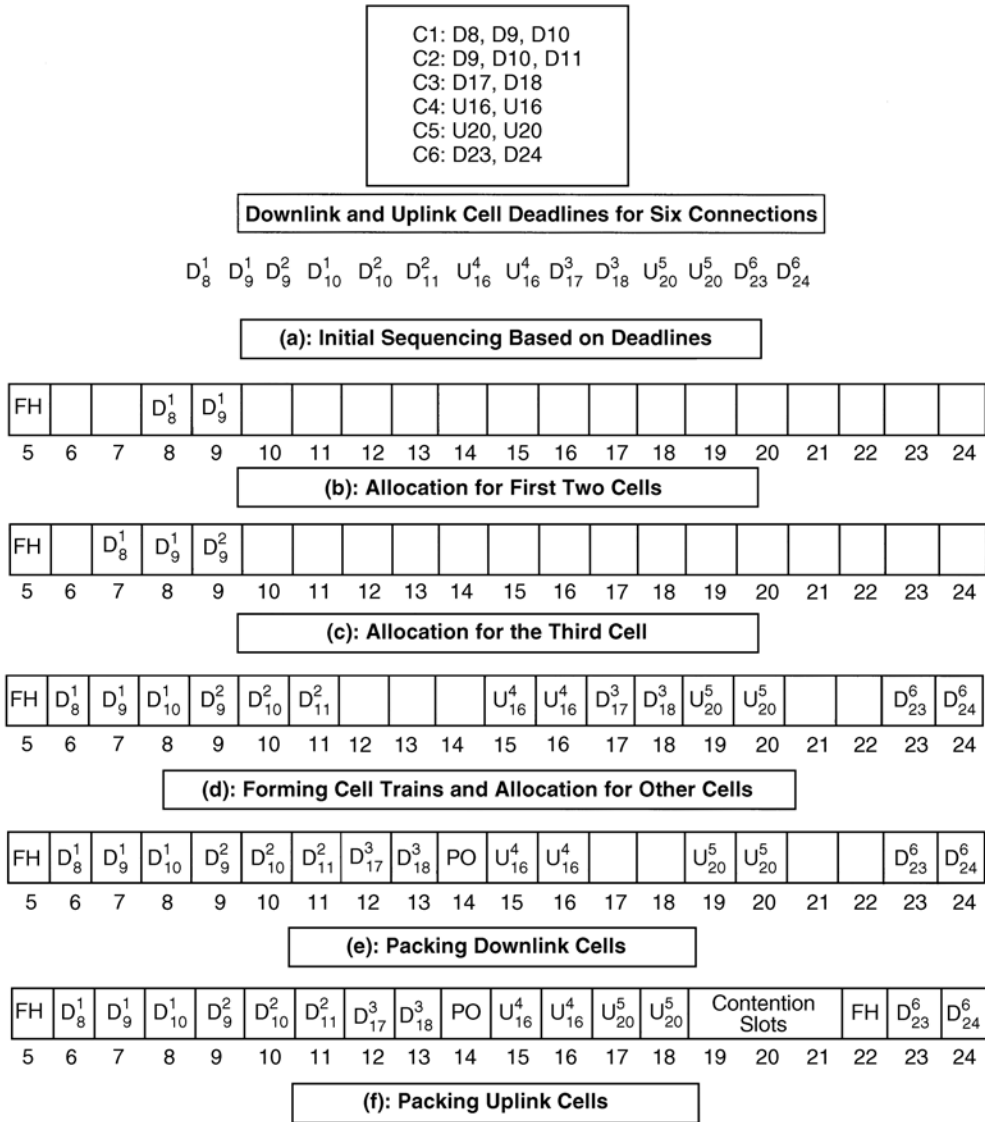 C1: D8, D9, D10
C2: D9, D10, D11
C3: D17, D18
C4: U16, U16
C5: U20, U20
C6: D23, D24
Downlink and Uplink Cell Deadlines for Six Connections
D¹₈ D¹₉ D²₉ D¹₁₀ D²₁₀ D²₁₁ U⁴₁₆ U⁴₁₆ D³₁₇ D³₁₈ U⁵₂₀ U⁵₂₀ D⁶₂₃ D⁶₂₄
(a): Initial Sequencing Based on Deadlines
FH D¹₈ D¹₉
5 6 7 8 9 10 11 12 13 14 15 16 17 18 19 20 21 22 23 24
(b): Allocation for First Two Cells
FH D¹₈ D¹₉ D²₉
5 6 7 8 9 10 11 12 13 14 15 16 17 18 19 20 21 22 23 24
(c): Allocation for the Third Cell
FH D¹₈ D¹₉ D¹₁₀ D²₉ D²₁₀ D²₁₁ U⁴₁₆ U⁴₁₆ D³₁₇ D³₁₈ U⁵₂₀ U⁵₂₀ D⁶₂₃ D⁶₂₄
5 6 7 8 9 10 11 12 13 14 15 16 17 18 19 20 21 22 23 24
(d): Forming Cell Trains and Allocation for Other Cells
FH D¹₈ D¹₉ D¹₁₀ D²₉ D²₁₀ D²₁₁ D³₁₇ D³₁₈ PO U⁴₁₆ U⁴₁₆ U⁵₂₀ U⁵₂₀ D⁶₂₃ D⁶₂₄
5 6 7 8 9 10 11 12 13 14 15 16 17 18 19 20 21 22 23 24
(e): Packing Downlink Cells
FH D¹₈ D¹₉ D¹₁₀ D²₉ D²₁₀ D²₁₁ D³₁₇ D³₁₈ PO U⁴₁₆ U⁴₁₆ U⁵₂₀ U⁵₂₀ Contention Slots FH D⁶₂₃ D⁶₂₄
5 6 7 8 9 10 11 12 13 14 15 16 17 18 19 20 21 22 23 24
(f): Packing Uplink Cells